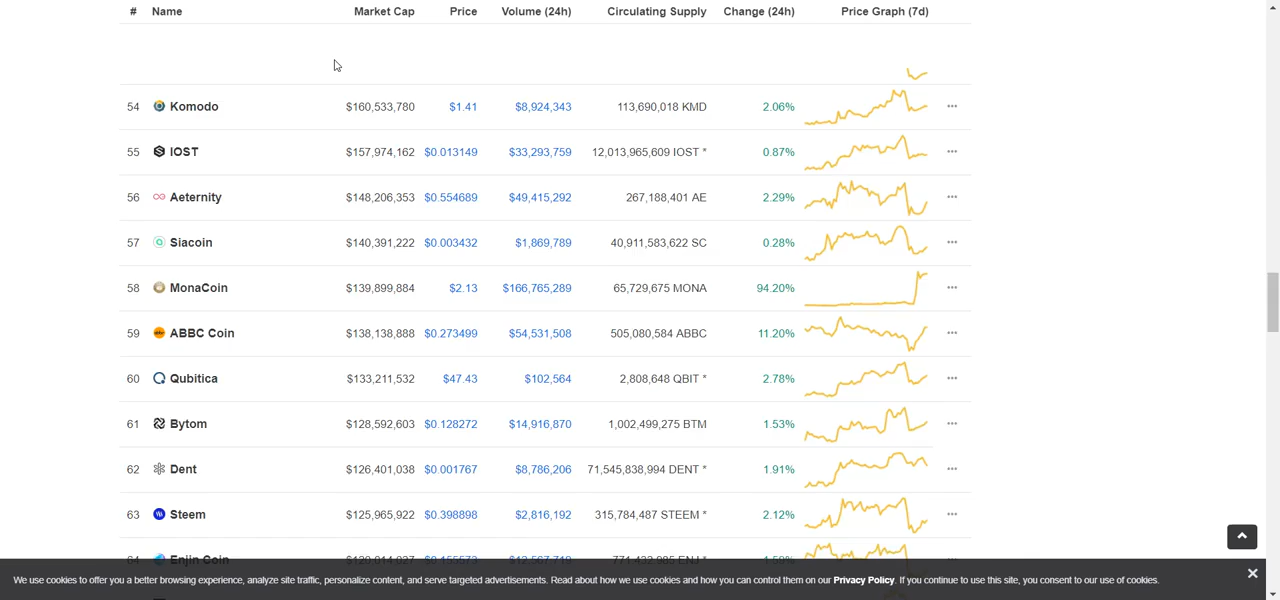 # Name Market Cap Price Volume (24h) Circulating Supply Change (24h) Price Graph (7d)
54 Komodo $160,533,780 $1.41 $8,924,343 113,690,018 KMD 2.06%
55 IOST $157,974,162 $0.013149 $33,293,759 12,013,965,609 IOST * 0.87%
56 Aeternity $148,206,353 $0.554689 $49,415,292 267,188,401 AE 2.29%
57 Siacoin $140,391,222 $0.003432 $1,869,789 40,911,583,622 SC 0.28%
58 MonaCoin $139,899,884 $2.13 $166,765,289 65,729,675 MONA 94.20%
59 ABBC Coin $138,138,888 $0.273499 $54,531,508 505,080,584 ABBC 11.20%
60 Qubitica $133,211,532 $47.43 $102,564 2,808,648 QBIT * 2.78%
61 Bytom $128,592,603 $0.128272 $14,916,870 1,002,499,275 BTM 1.53%
62 Dent $126,401,038 $0.001767 $8,786,206 71,545,838,994 DENT * 1.91%
63 Steem $125,965,922 $0.398898 $2,816,192 315,784,487 STEEM * 2.12%
Enjin Coin
We use cookies to offer you a better browsing experience, analyze site traffic, personalize content, and serve targeted advertisements. Read about how we use cookies and how you can control them on our Privacy Policy. If you continue to use this site, you consent to our use of cookies.